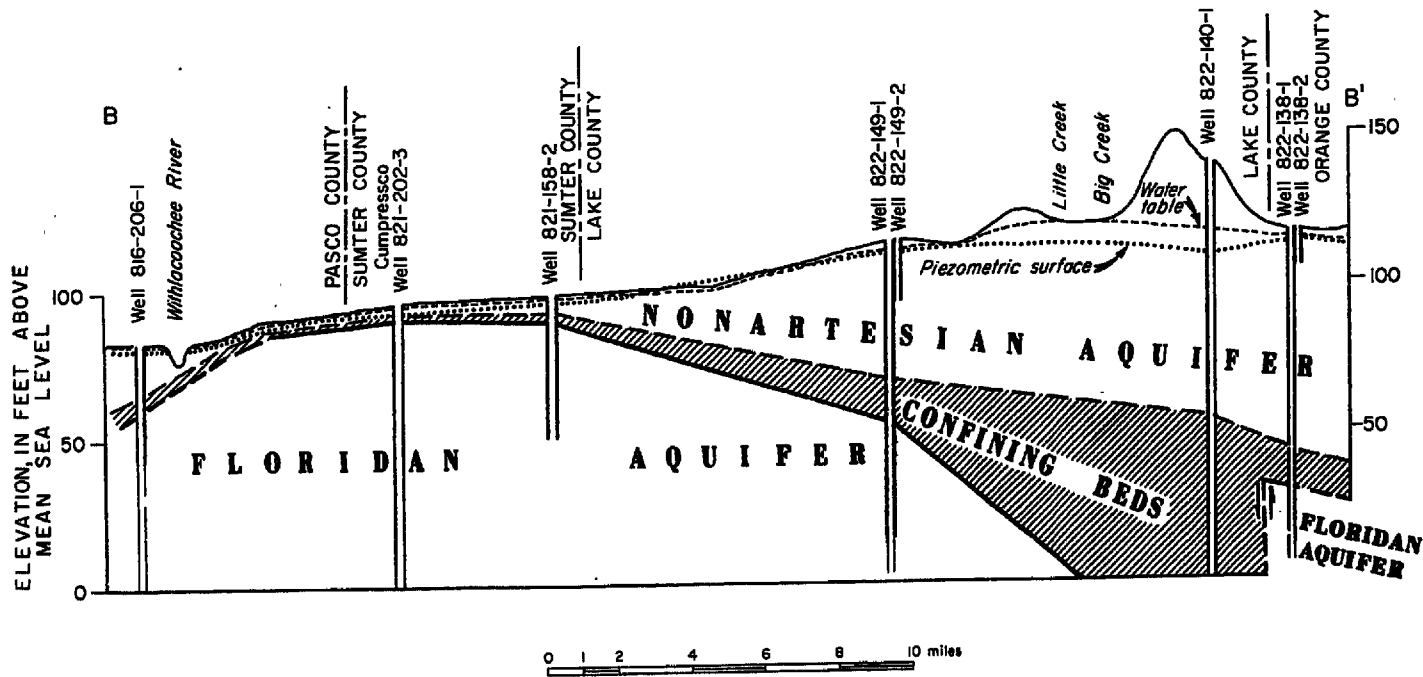 B
B'
Well 816-206-1
Withlacoochee River
PASCO COUNTY
SUMTER COUNTY
Cumpressco
Well 821-202-3
Well 821-158-2
SUMTER COUNTY
LAKE COUNTY
Well 822-149-1
Well 822-149-2
Little Creek
Big Creek
Well 822-140-1
LAKE COUNTY
Well 822-138-1
Well 822-138-2
ORANGE COUNTY
Water
table
Piezometric surface
150
100
50
100
50
0
ELEVATION, IN FEET ABOVE
MEAN SEA LEVEL
NONARTESIAN AQUIFER
CONFINING
BEDS
FLORIDAN AQUIFER
FLORIDAN
AQUIFER
0 1 2 4 6 8 10 miles